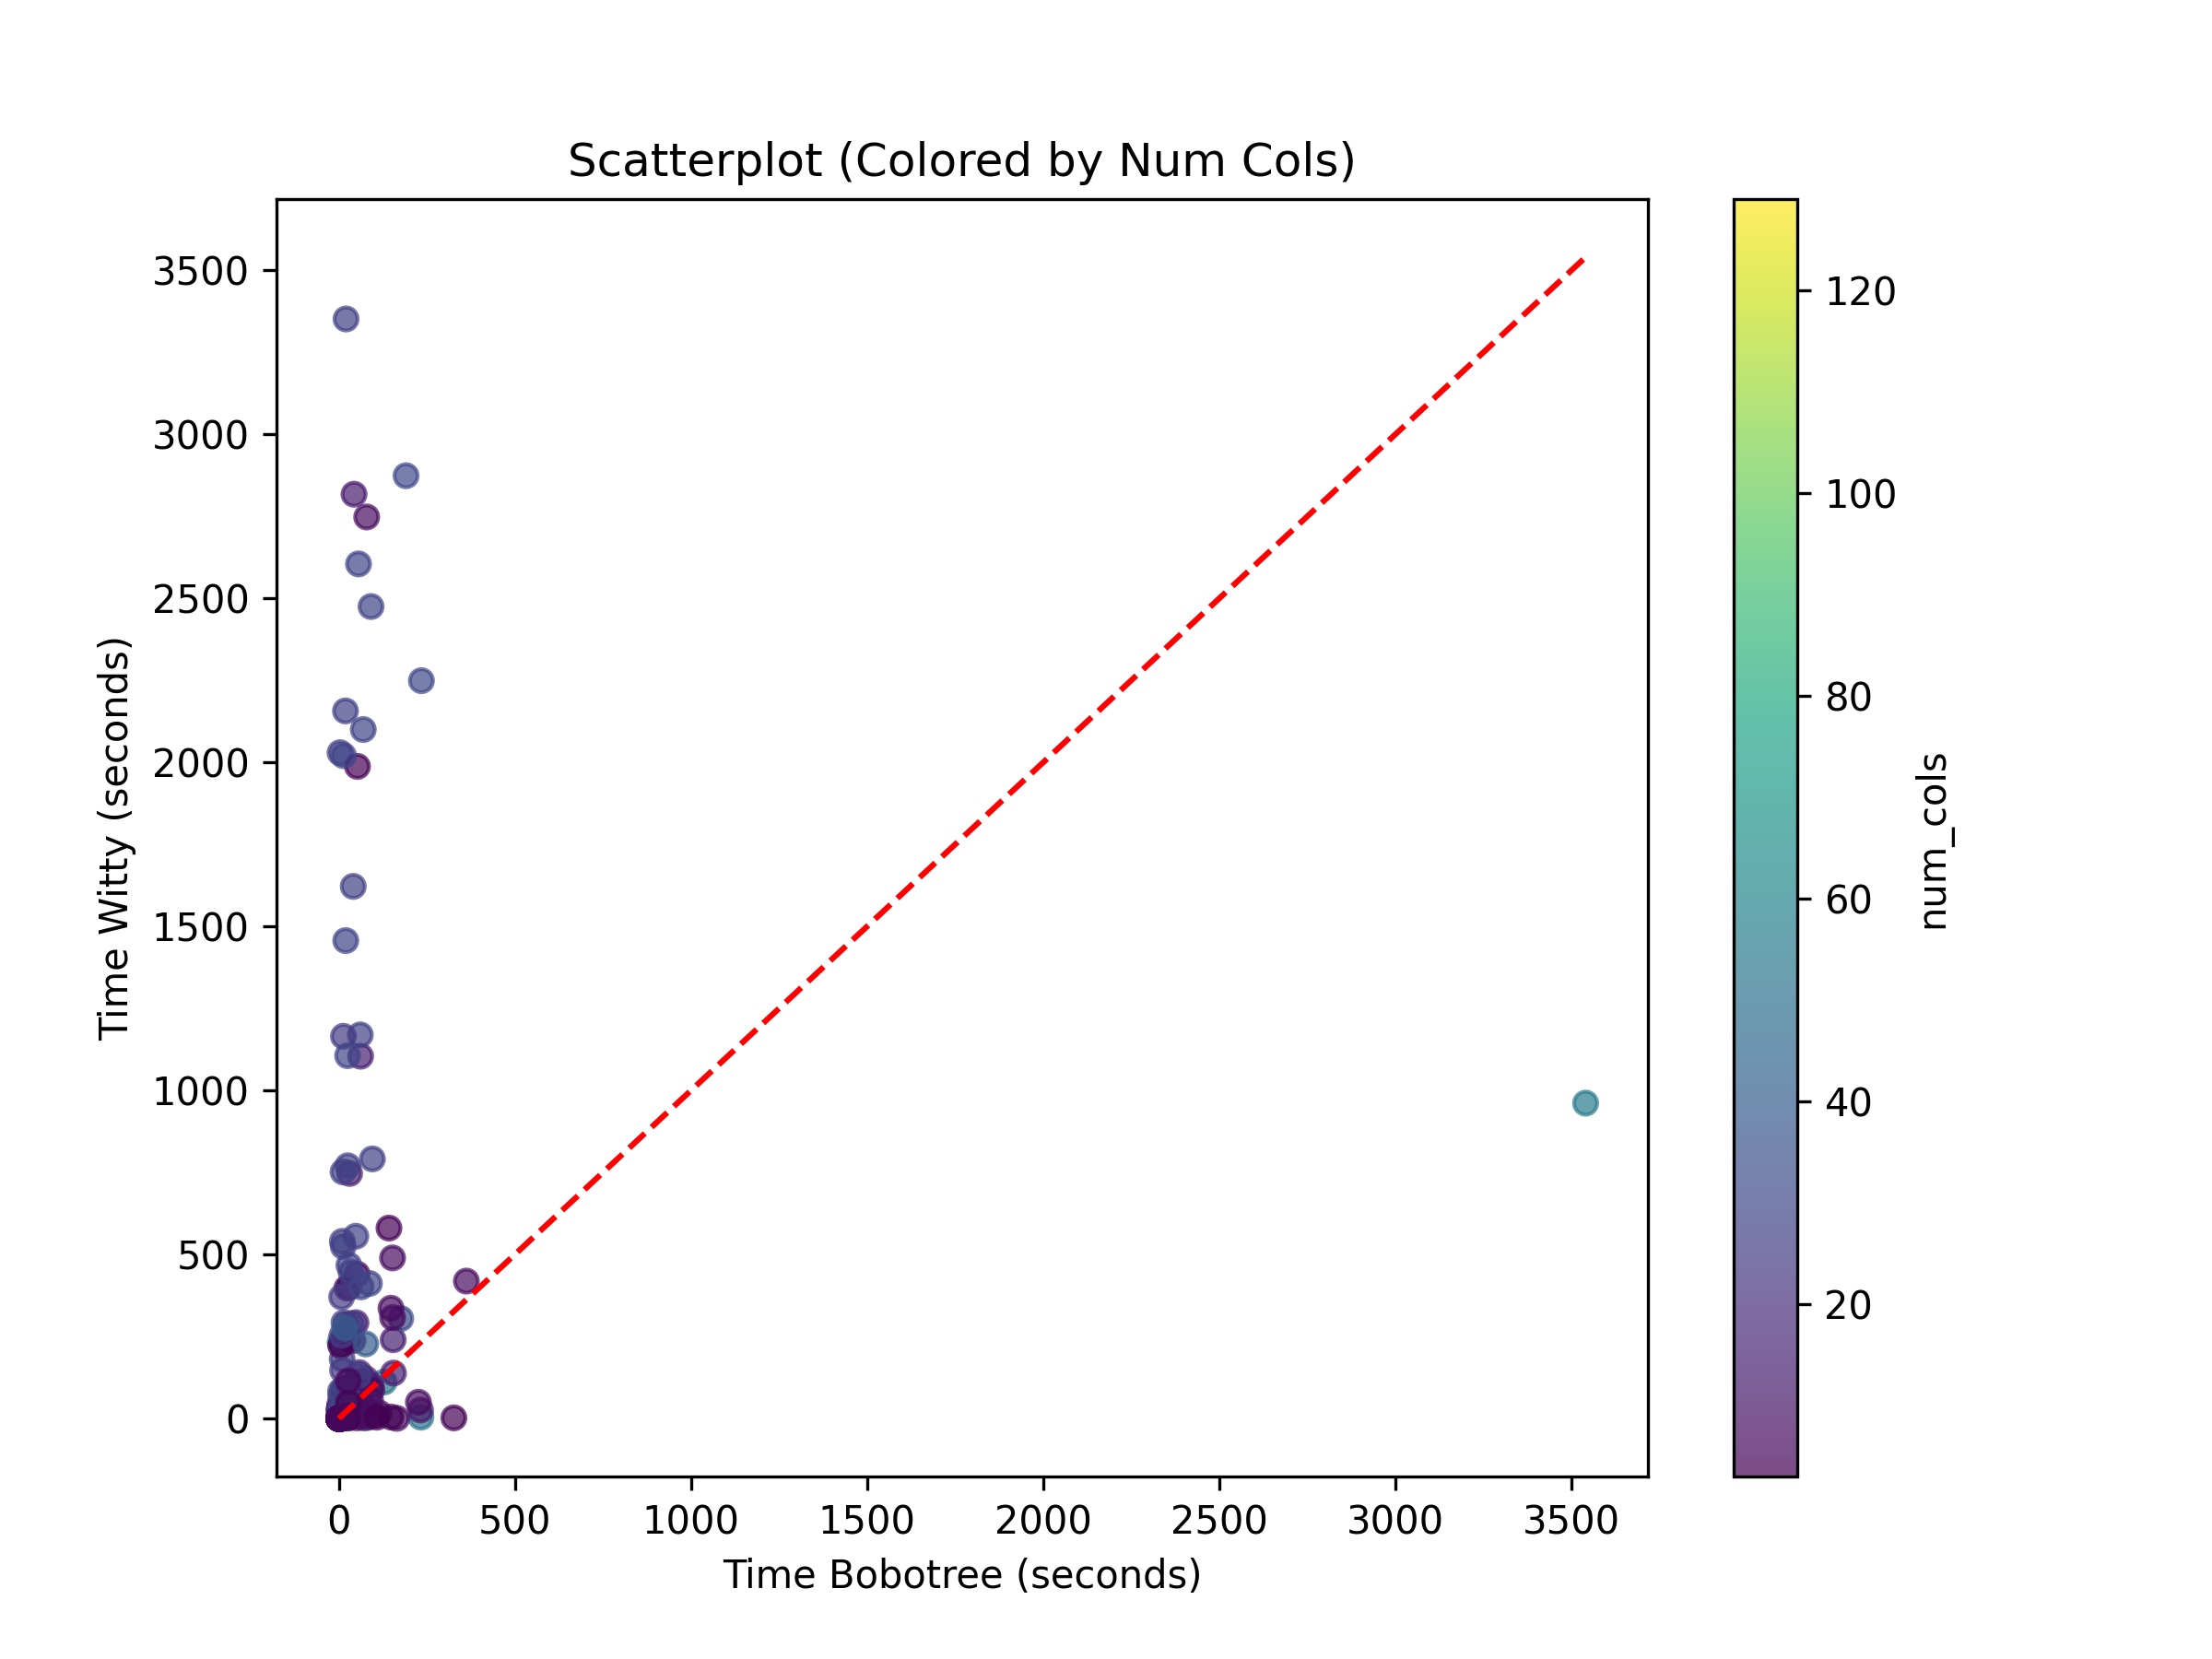 Scatterplot (Colored by Num Cols)
3500
3000
2500
2000
1500
1000
500
0
Time Witty (seconds)
0 500 1000 1500 2000 2500 3000 3500
Time Bobotree (seconds)
120
100
80
60
40
20
num_cols